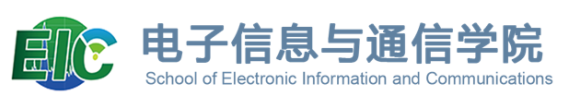 EIC
电子信息与通信学院
School of Electronic Information and Communications